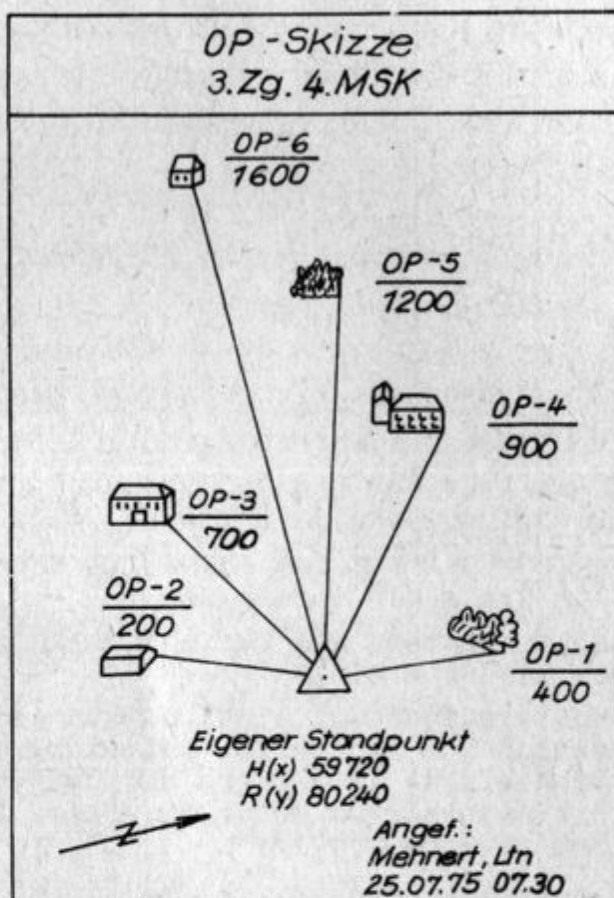 OP-Skizze
3.Zg. 4.MSK
OP-6
1600
OP-5
1200
OP-4
900
OP-3
700
OP-2
200
OP-1
400
Eigener Standpunkt
H(x) 59720
R(y) 80240
N
Angef.:
Mehnert, Ltn
25.07.75 07.30